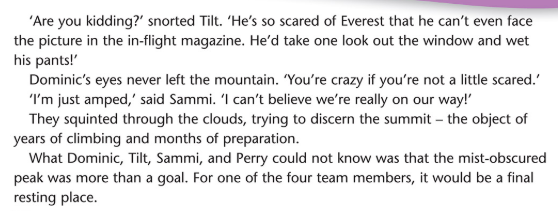 ‘Are you kidding?’ snorted Tilt. ‘He’s so scared of Everest that he can’t even face
the picture in the in-flight magazine. He’d take one look out the window and wet
his pants!’
Dominic’s eyes never left the mountain. ‘You’re crazy if you’re not a little scared.’
‘I’m just amped,’ said Sammi. ‘I can’t believe we’re really on our way!’
They squinted through the clouds, trying to discern the summit – the object of
years of climbing and months of preparation.
What Dominic, Tilt, Sammi, and Perry could not know was that the mist-obscured
peak was more than a goal. For one of the four team members, it would be a final
resting place.